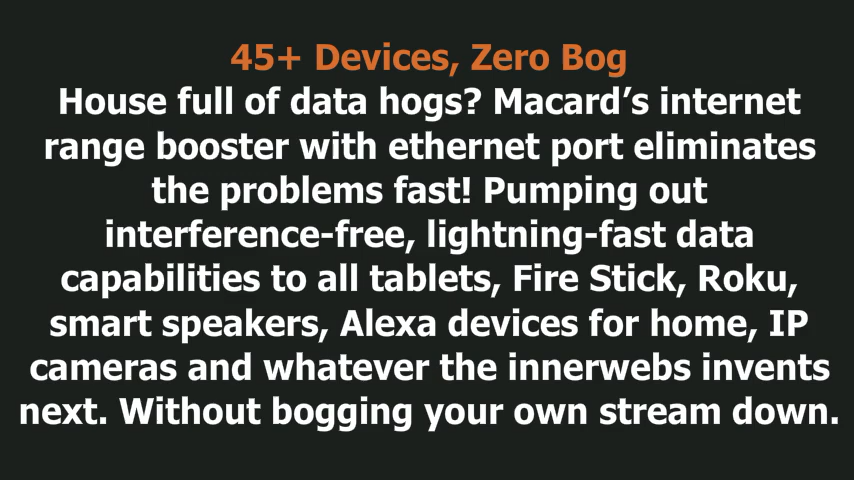 45+ Devices, Zero Bog
House full of data hogs? Macard’s internet
range booster with ethernet port eliminates
the problems fast! Pumping out
interference-free, lightning-fast data
capabilities to all tablets, Fire Stick, Roku,
smart speakers, Alexa devices for home, IP
cameras and whatever the innerwebs invents
next. Without bogging your own stream down.